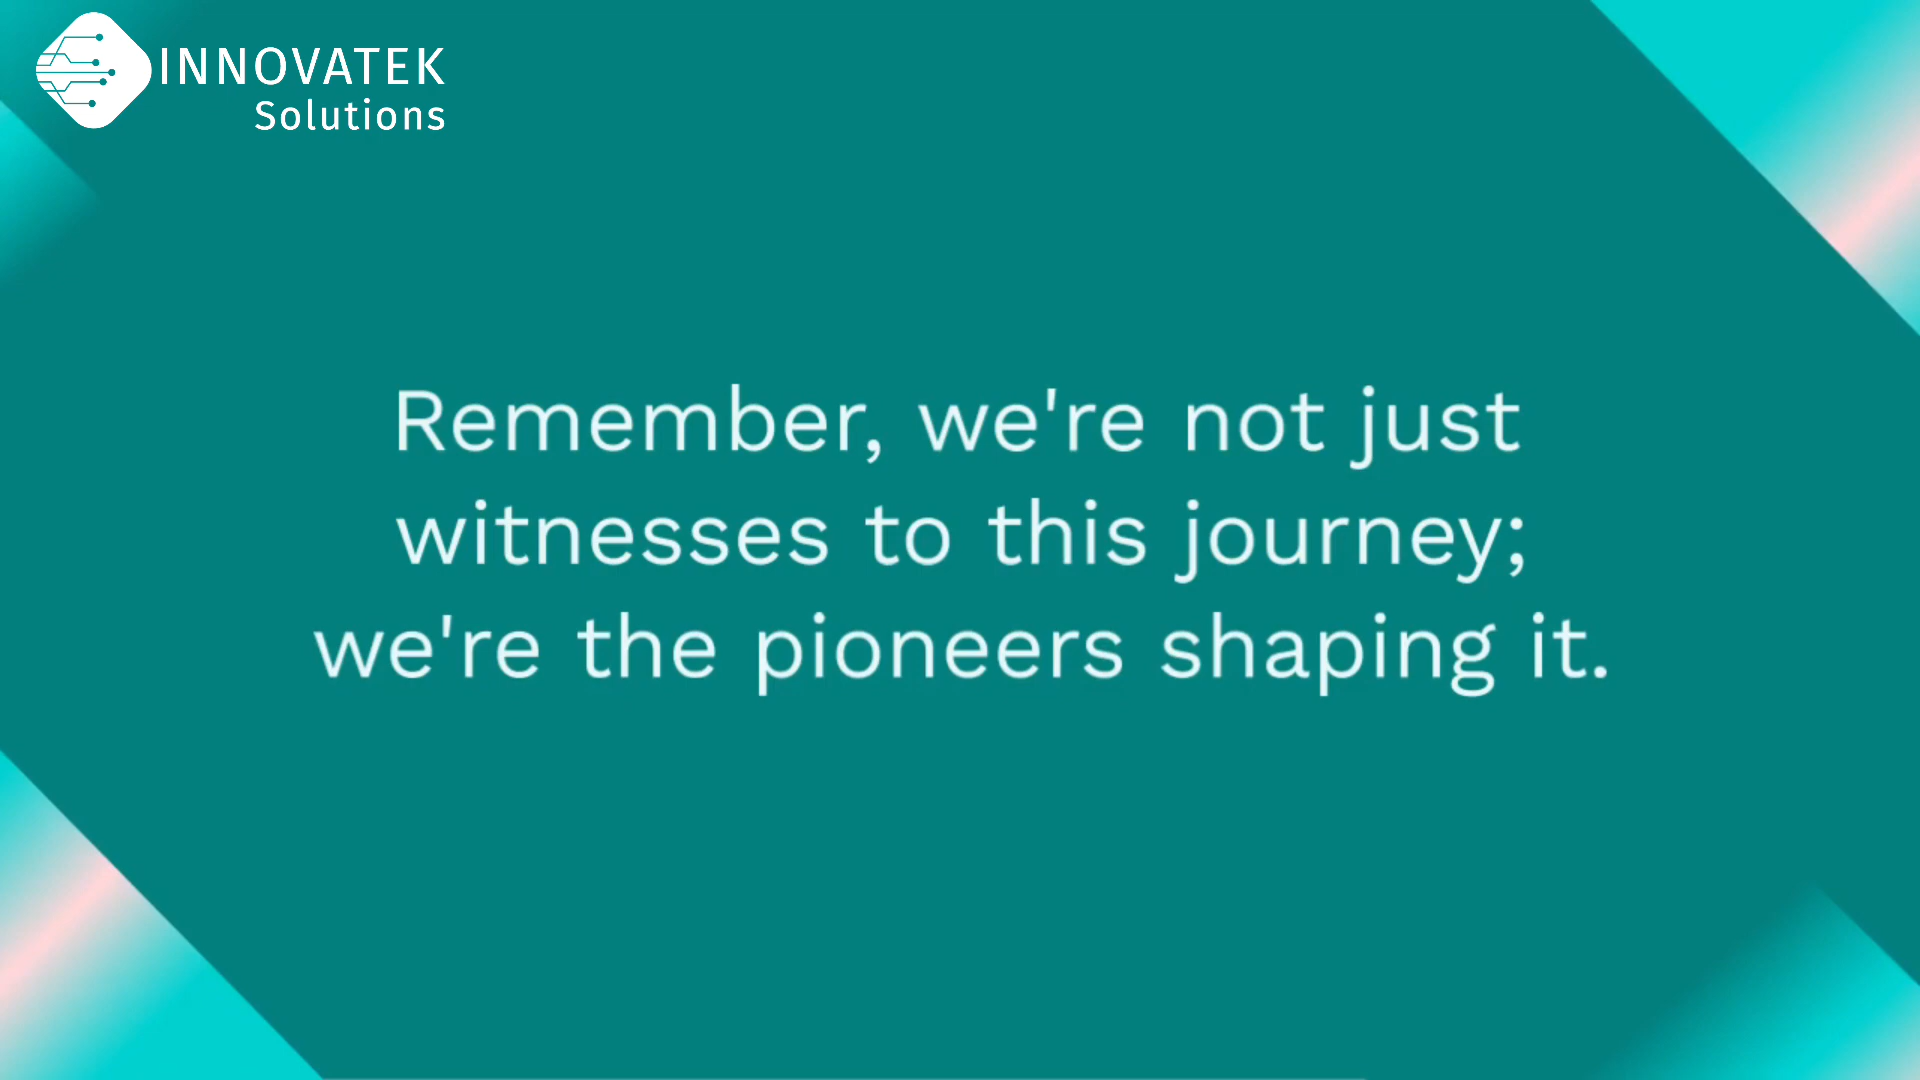 INNOVATEK
Solutions
Remember, we're not just
witnesses to this journey;
we're the pioneers shaping it.